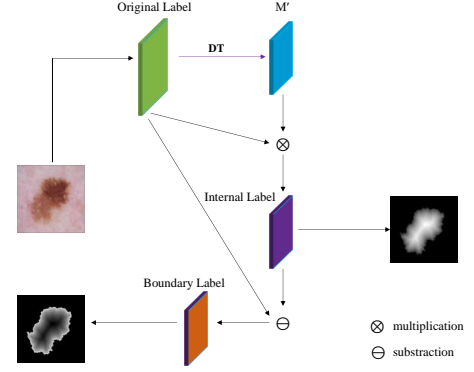 Original Label
M′
DT
Internal Label
Boundary Label
multiplication
substraction